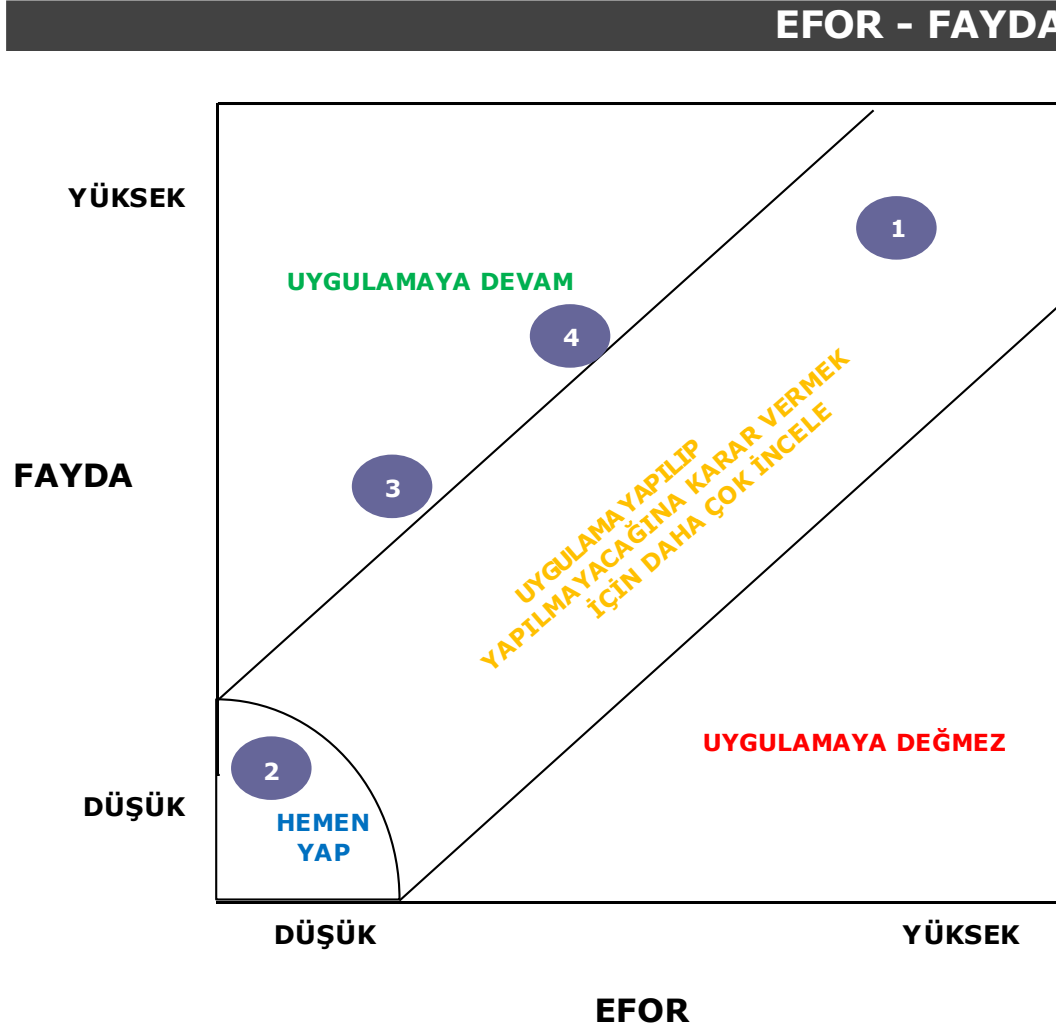 EFOR - FAYDA
YÜKSEK
1
UYGULAMAYA DEVAM
4
UYGULAMA YAPILIP
YAPILMAYACAĞINA KARAR VERMEK
İÇİN DAHA ÇOK İNCELE
FAYDA
3
UYGULAMAYA DEĞMEZ
2
DÜŞÜK
HEMEN
YAP
DÜŞÜK
YÜKSEK
EFOR